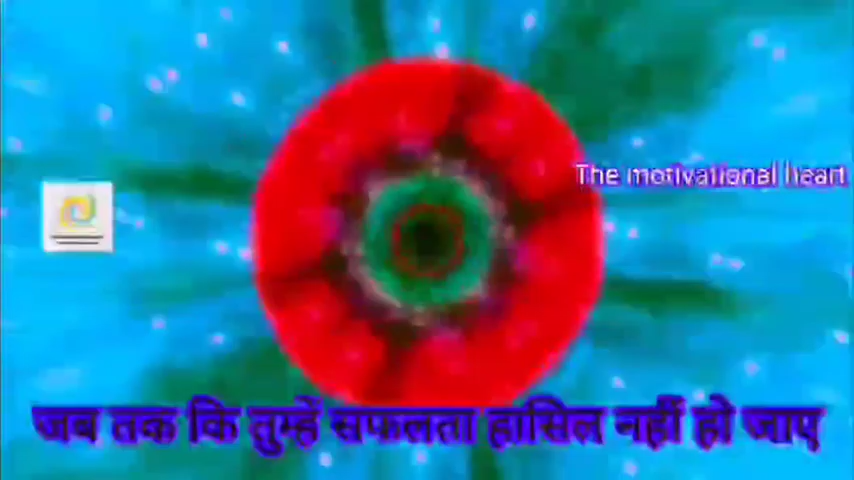 The motivational heart
जब तक कि तुम्हें सफलता हासिल नहीं हो जाए